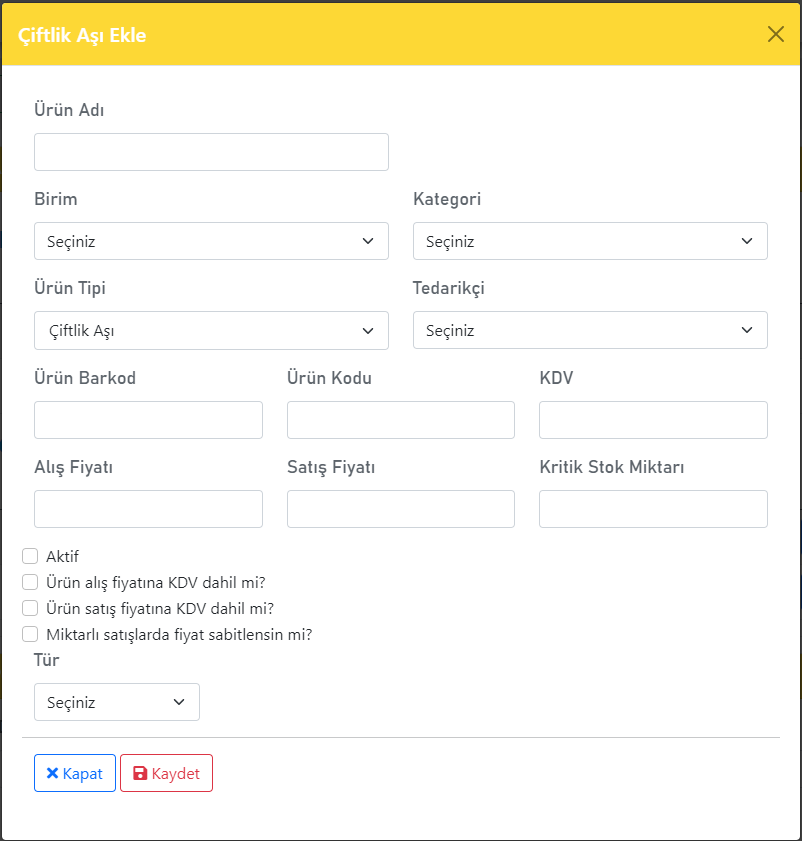 Çiftlik Aşı Ekle
Ürün Adı
Birim Kategori
Seçiniz Seçiniz
Ürün Tipi Tedarikçi
Çiftlik Aşı Seçiniz
Ürün Barkod Ürün Kodu KDV
Alış Fiyatı Satış Fiyatı Kritik Stok Miktarı
Aktif
Ürün alış fiyatına KDV dahil mi?
Ürün satış fiyatına KDV dahil mi?
Miktarlı satışlarda fiyat sabitlensin mi?
Tür
Seçiniz
Kapat Kaydet